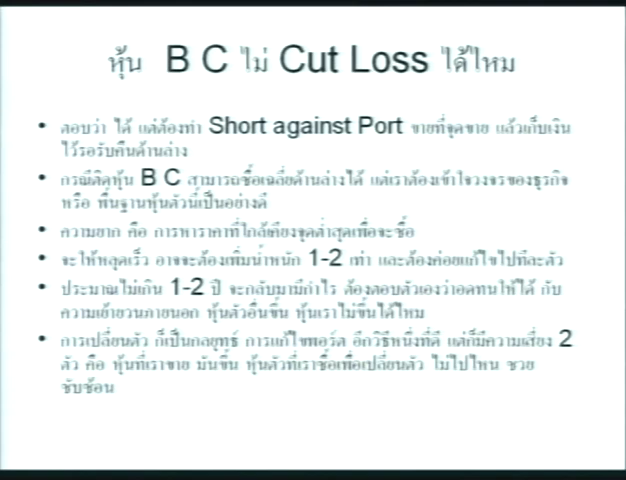 หุ้น B C ไม่ Cut Loss ได้ไหม
• ตอบว่า ได้ แต่ต้องทำ Short against Port ขายที่จุดขาย แล้วเก็บเงิน
ไว้รอรับคืนด้านล่าง
• กรณีติดหุ้น B C สามารถซื้อเฉลี่ยด้านล่างได้ แต่เราต้องเข้าใจวงจรของธุรกิจ
หรือ พื้นฐานหุ้นตัวนี้เป็นอย่างดี
• ความยาก คือ การหาราคาที่ใกล้เคียงจุดต่ำสุดเพื่อจะซื้อ
• จะให้หลุดเร็ว อาจจะต้องเพิ่มน้ำหนัก 1-2 เท่า และต้องค่อยแก้ไขไปทีละตัว
• ประมาณไม่เกิน 1-2 ปี จะกลับมามีกำไร ต้องตอบตัวเองว่าอดทนได้ กับ
ความเย้ายวนภายนอก หุ้นตัวอื่นขึ้น หุ้นเราไม่ขึ้นได้ไหม
• การเปลี่ยนตัว ก็เป็นกลยุทธ์ การแก้ไขพอร์ต อีกวิธีหนึ่งที่ดี แต่ก็มีความเสี่ยง 2
ตัว คือ หุ้นที่เราขาย มันขึ้น หุ้นตัวที่เราซื้อเพื่อเปลี่ยนตัว ไม่ไปไหน ซวย
ซับซ้อน